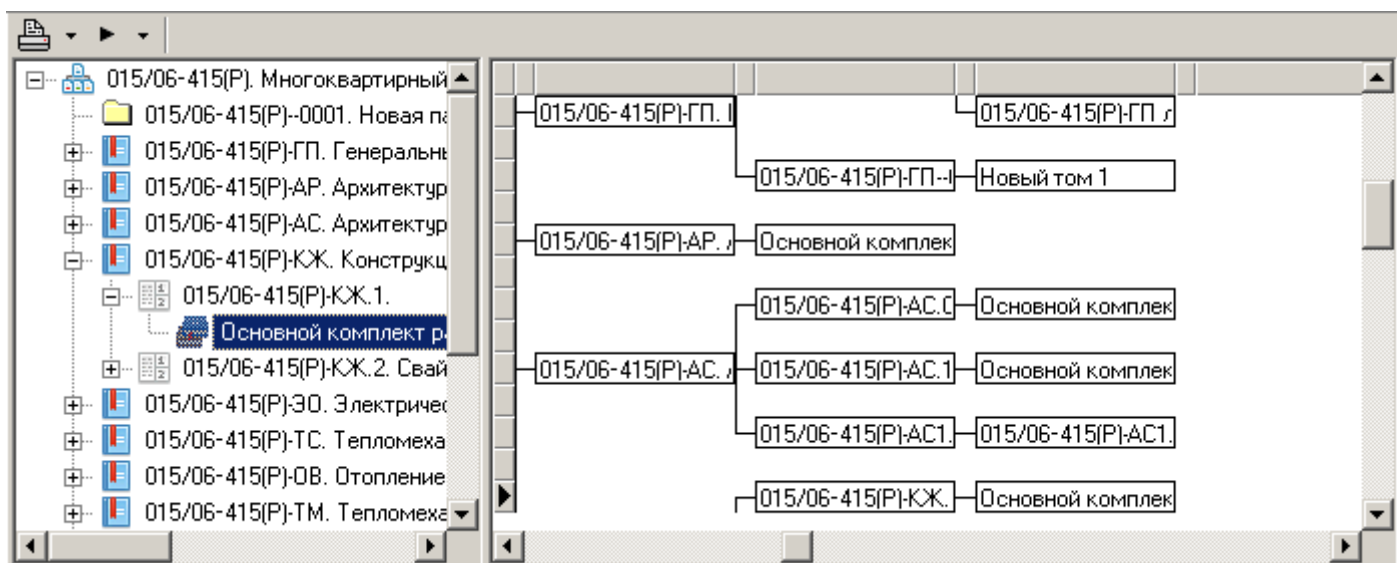 015/06-415(Р). Многоквартирный
015/06-415(Р)--0001. Новая па
015/06-415(Р)-ГП. Генеральны
015/06-415(Р)-АР. Архитектур
015/06-415(Р)-АС. Архитектур
015/06-415(Р)-КЖ. Конструкц
015/06-415(Р)-КЖ.1.
Основной комплект р
015/06-415(Р)-КЖ.2. Свай
015/06-415(Р)-ЭО. Электричес
015/06-415(Р)-ТС. Тепломеха
015/06-415(Р)-ОВ. Отопление
015/06-415(Р)-ТМ. Тепломеха
015/06-415(Р)-ГП.
015/06-415(Р)-ГП
015/06-415(Р)-ГП--
Новый том 1
015/06-415(Р)-АР.
Основной комплек
015/06-415(Р)-АС.0
Основной комплек
015/06-415(Р)-АС.
015/06-415(Р)-АС.1
Основной комплек
015/06-415(Р)-АС1.
015/06-415(Р)-АС1.
015/06-415(Р)-КЖ.
Основной комплек